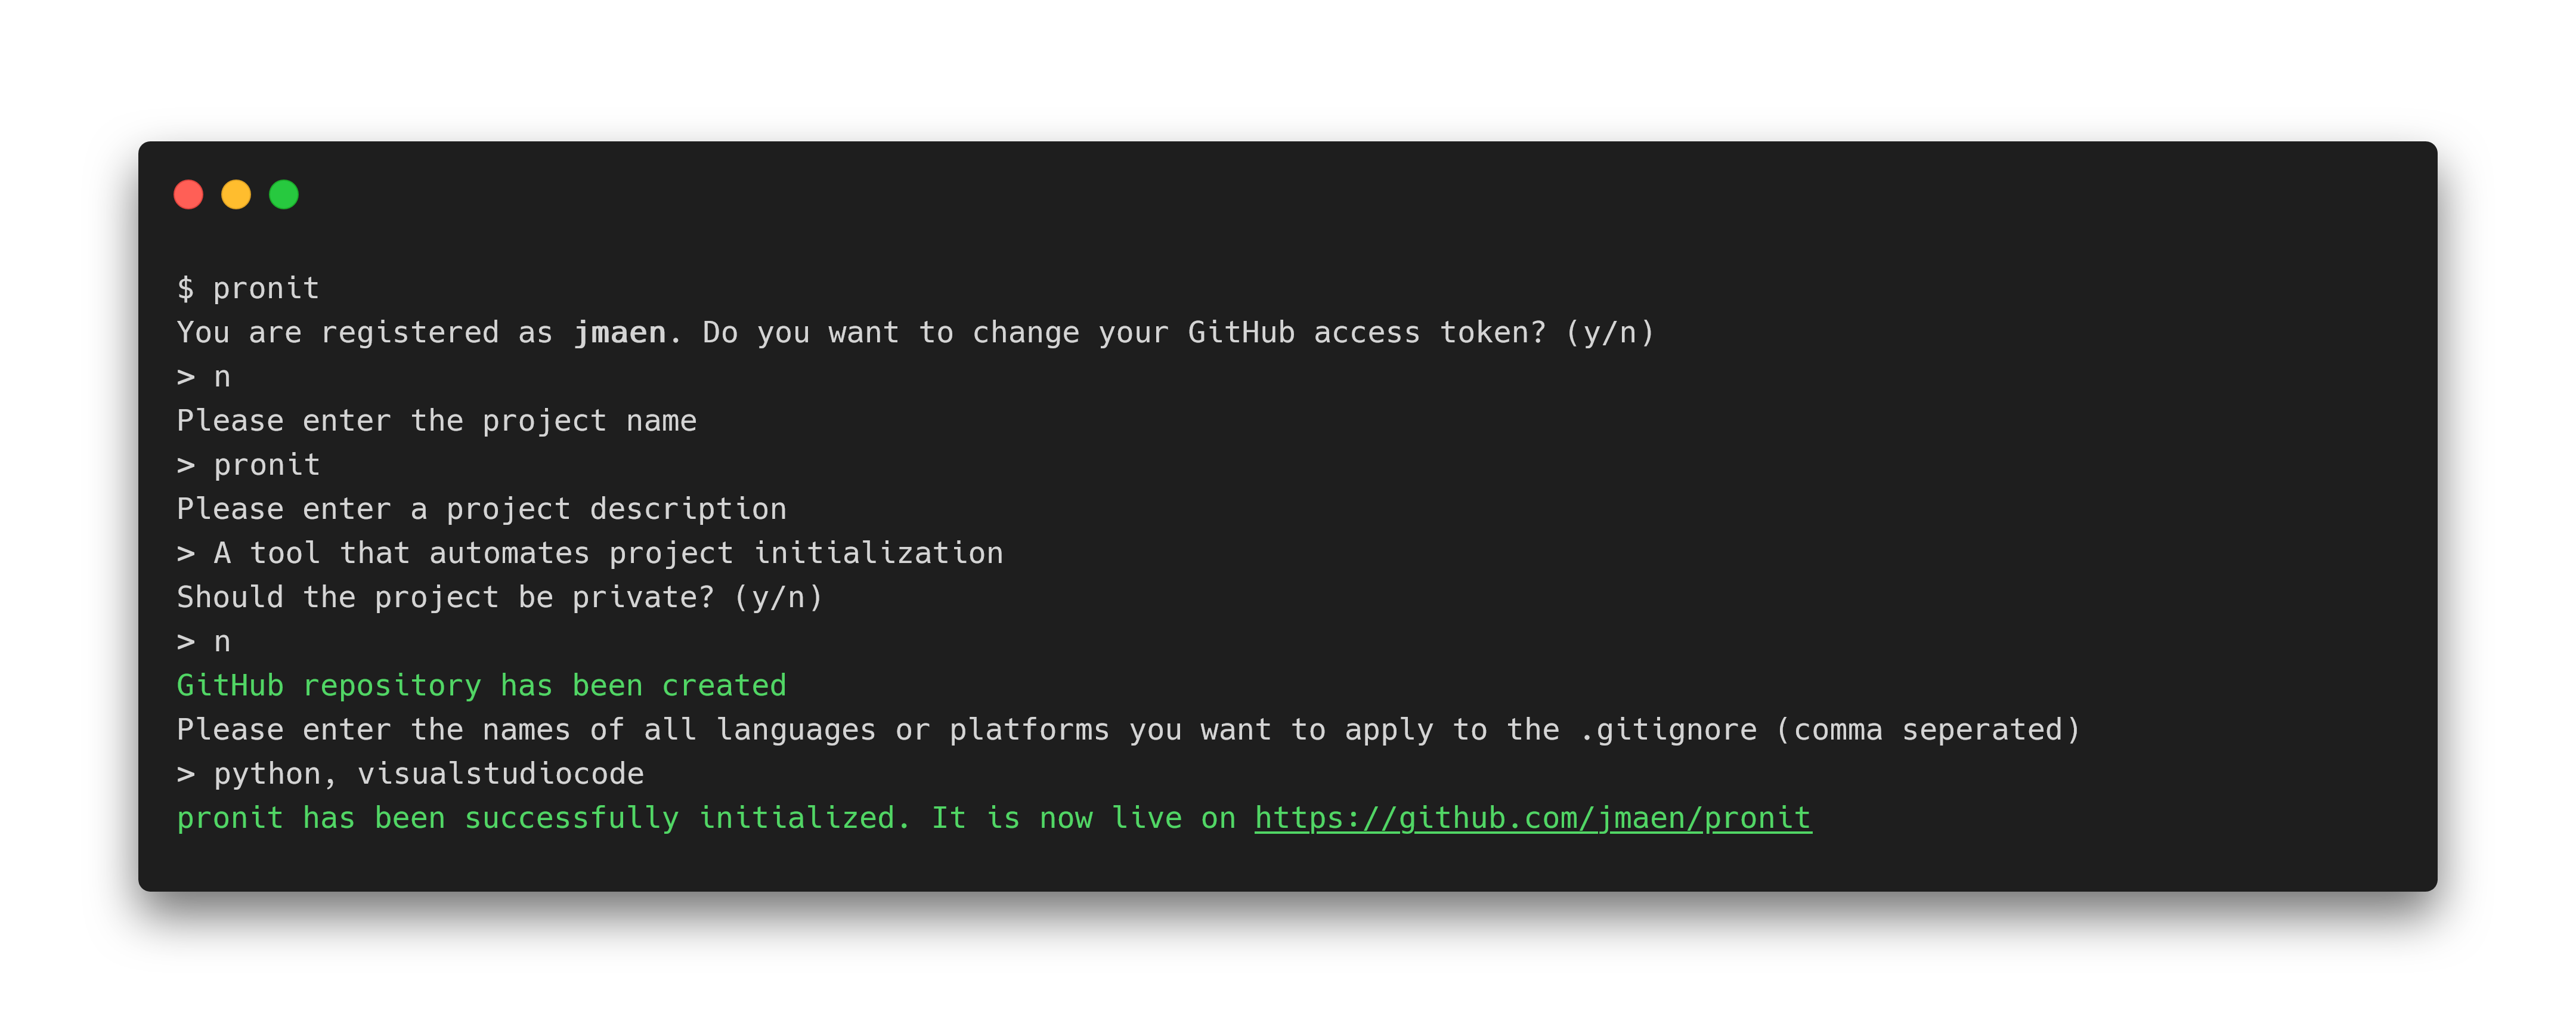 $ pronit
You are registered as jmaen. Do you want to change your GitHub access token? (y/n)
> n
Please enter the project name
> pronit
Please enter a project description
> A tool that automates project initialization
Should the project be private? (y/n)
> n
GitHub repository has been created
Please enter the names of all languages or platforms you want to apply to the .gitignore (comma seperated)
> python, visualstudiocode
pronit has been successfully initialized. It is now live on https://github.com/jmaen/pronit